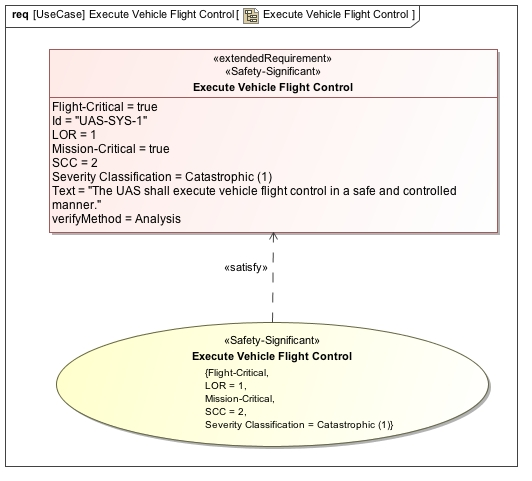 req [UseCase] Execute Vehicle Flight Control [ Execute Vehicle Flight Control ]
«extendedRequirement»
«Safety-Significant»
Execute Vehicle Flight Control
Flight-Critical = true
Id = "UAS-SYS-1"
LOR = 1
Mission-Critical = true
SCC = 2
Severity Classification = Catastrophic (1)
Text = "The UAS shall execute vehicle flight control in a safe and controlled
manner."
verifyMethod = Analysis
«satisfy»
«Safety-Significant»
Execute Vehicle Flight Control
{Flight-Critical,
LOR = 1,
Mission-Critical,
SCC = 2,
Severity Classification = Catastrophic (1)}